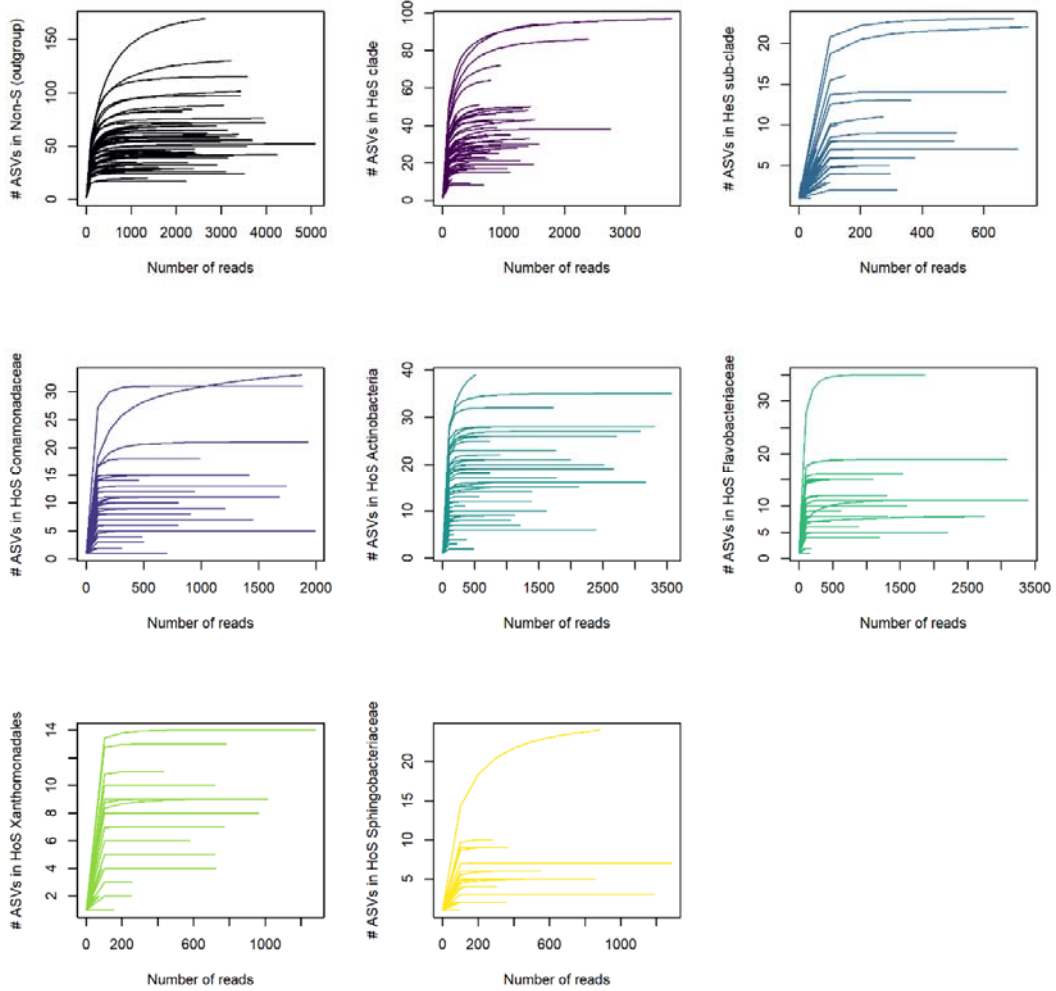 # ASVs in Non-S (outgroup)
150
100
50
0
0 1000 2000 3000 4000 5000
Number of reads
# ASVs in HeS clade
100
80
60
40
20
0
0 1000 3000
Number of reads
# ASVs in HeS sub-clade
20
15
10
5
0 200 400 600
Number of reads
# ASVs in HoS Comamonadaceae
30
25
20
15
10
5
0
0 500 1000 1500 2000
Number of reads
# ASVs in HoS Actinobacteria
40
30
20
10
0
0 500 1500 2500 3500
Number of reads
# ASVs in HoS Flavobacteriaceae
30
20
10
5
0
0 500 1500 2500 3500
Number of reads
# ASVs in HoS Xanthomonadales
14
10
8
6
4
2
0 200 600 1000
Number of reads
# ASVs in HoS Sphingobacteriaceae
20
15
10
5
0 200 600 1000
Number of reads